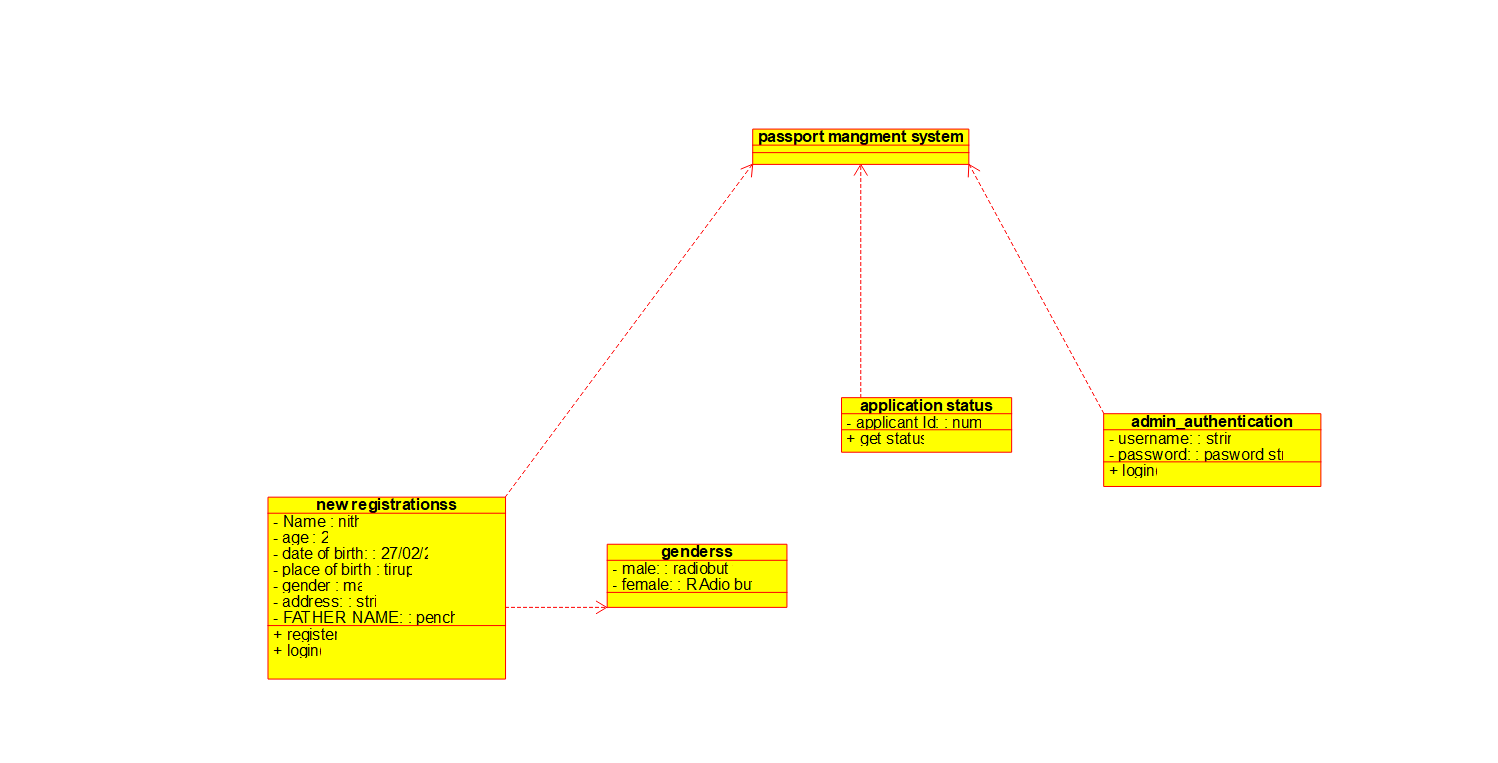 passport mangment system
application status
- applicant Id: : num
+ get status
admin_authentication
- username: : strin
- password: : pasword st
+ login
new registrationss
- Name : nith
- age : 2
- date of birth: : 27/02/2
- place of birth : tirup
- gender : ma
- address: : stri
- FATHER NAME: : pench
+ register
+ login
genderss
- male: : radiobut
- female: : RAdio bu